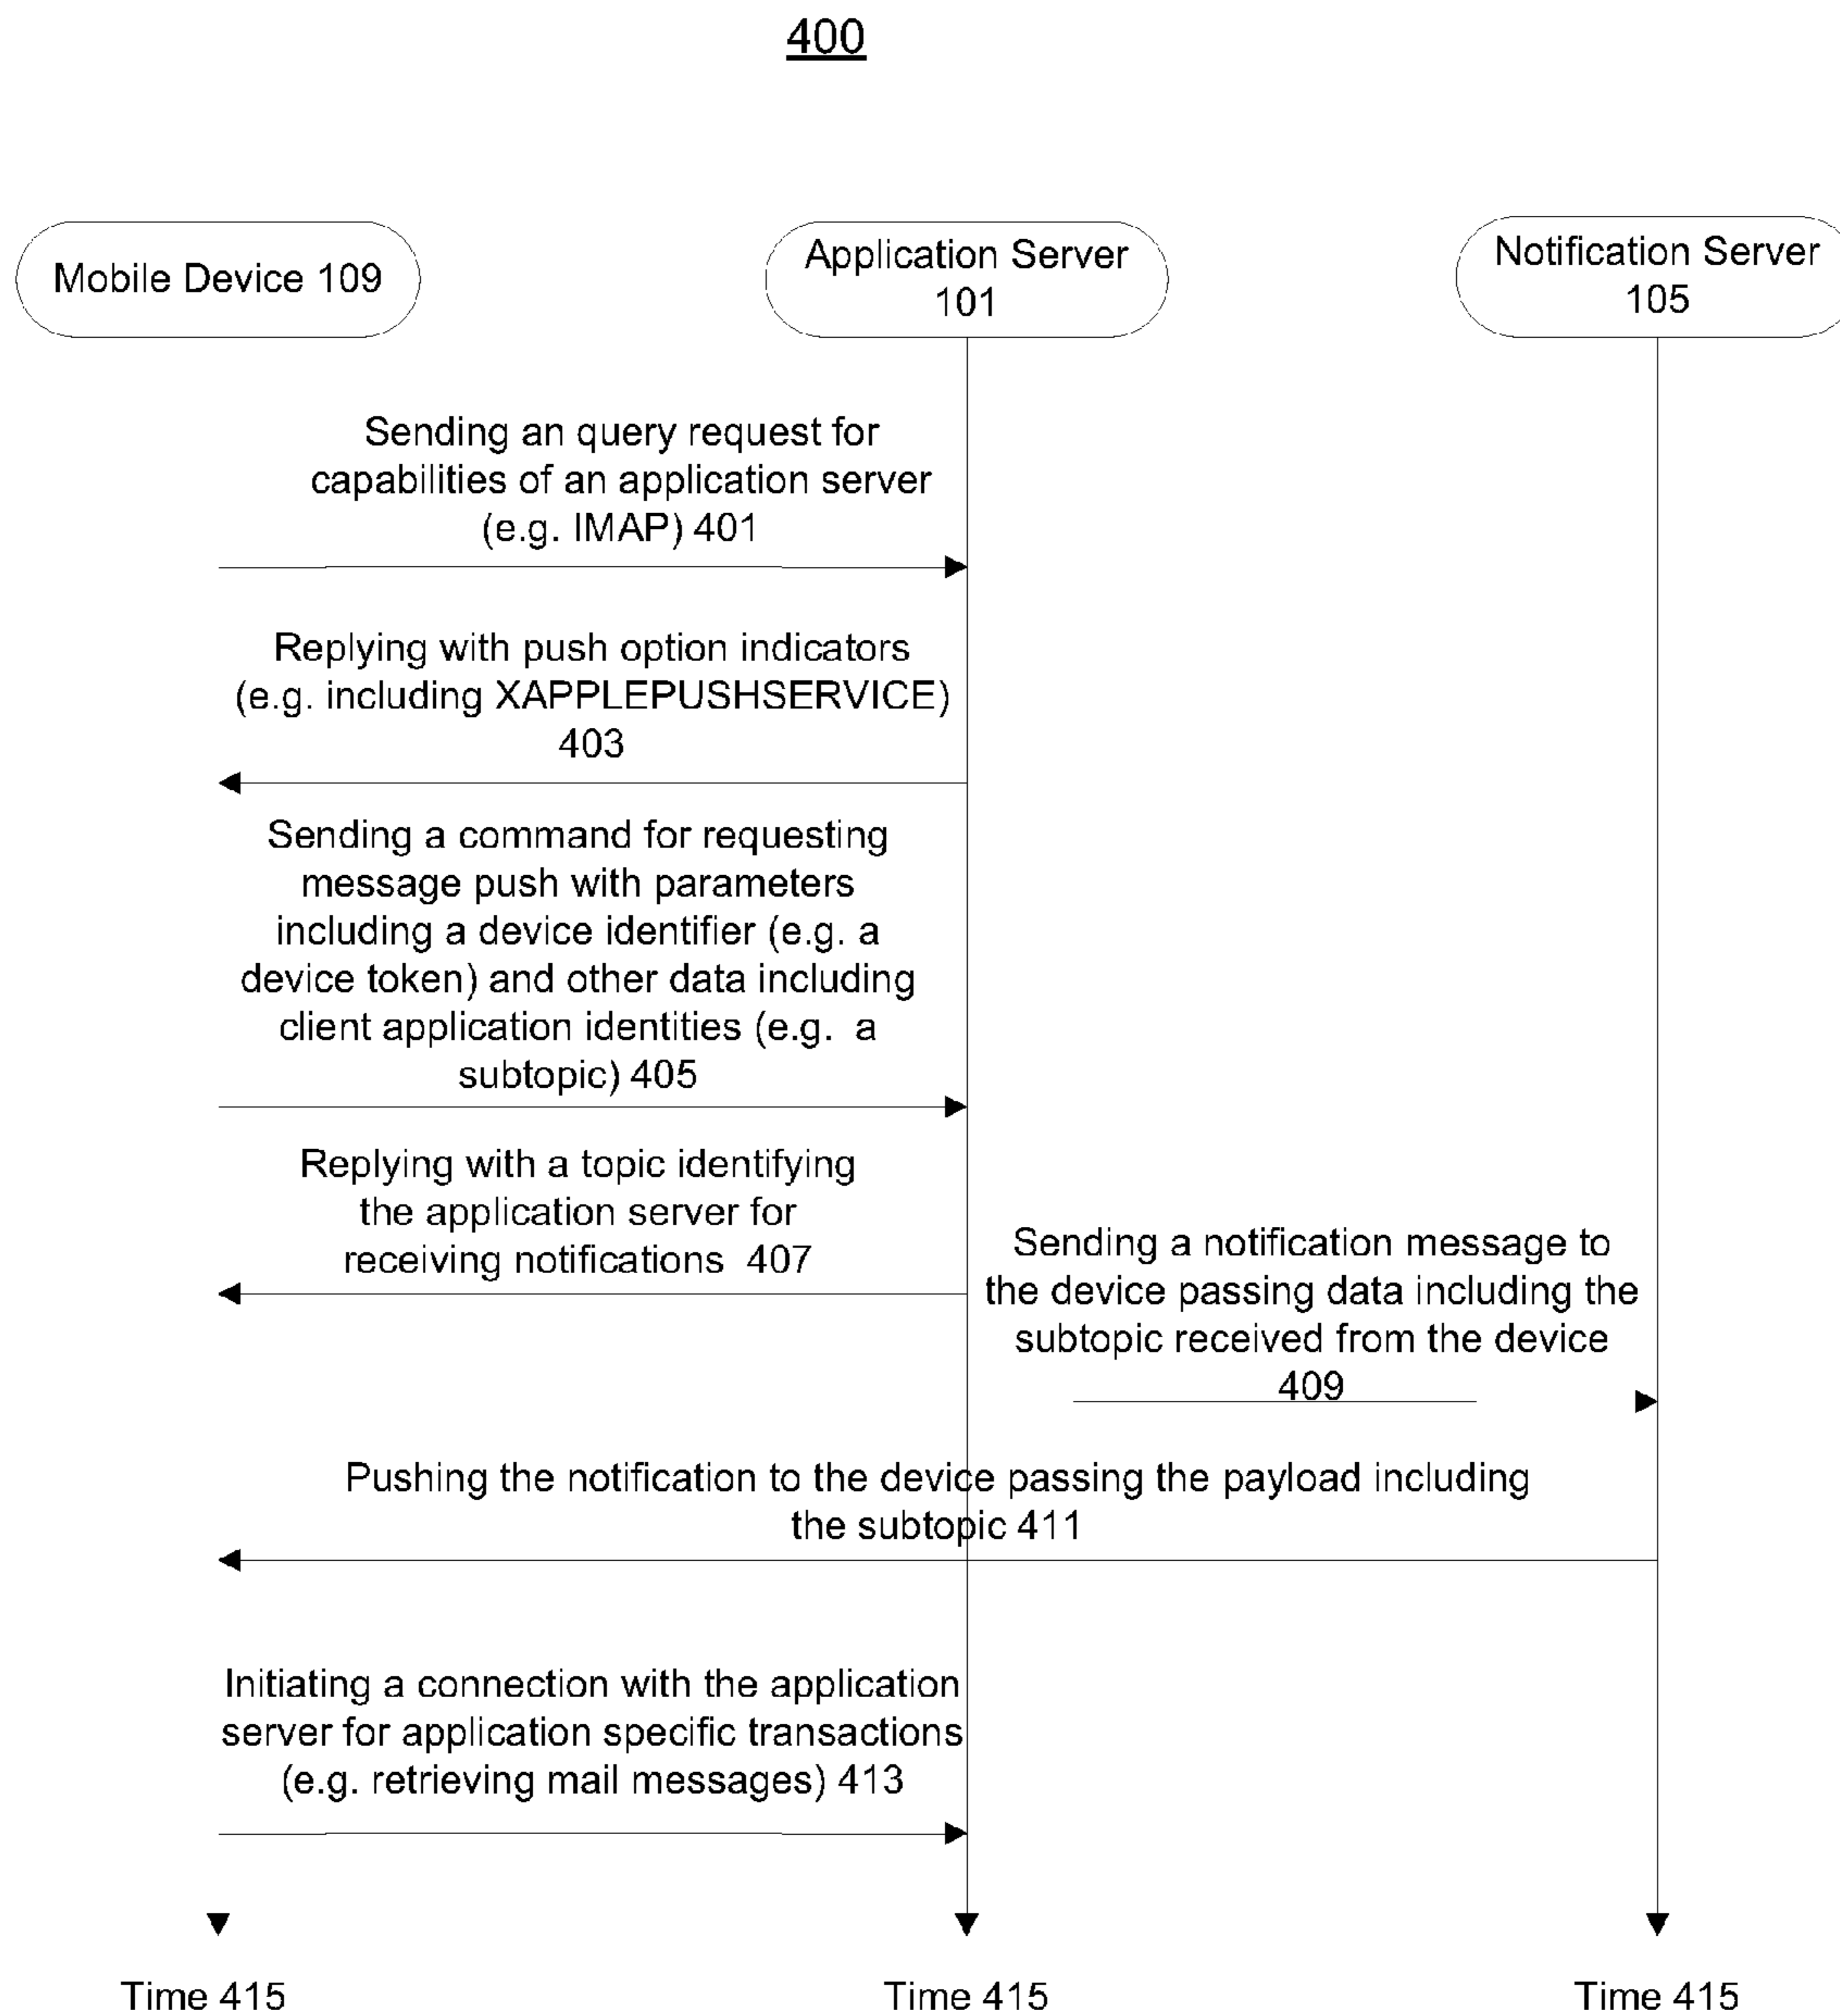 400
Mobile Device 109
Application Server
101
Notification Server
105
Sending an query request for
capabilities of an application server
(e.g. IMAP) 401
Replying with push option indicators
(e.g. including XAPPLEPUSHSERVICE)
403
Sending a command for requesting
message push with parameters
including a device identifier (e.g. a
device token) and other data including
client application identities (e.g. a
subtopic) 405
Replying with a topic identifying
the application server for
receiving notifications 407
Sending a notification message to
the device passing data including the
subtopic received from the device
409
Pushing the notification to the device passing the payload including
the subtopic 411
Initiating a connection with the application
server for application specific transactions
(e.g. retrieving mail messages) 413
Time 415
Time 415
Time 415